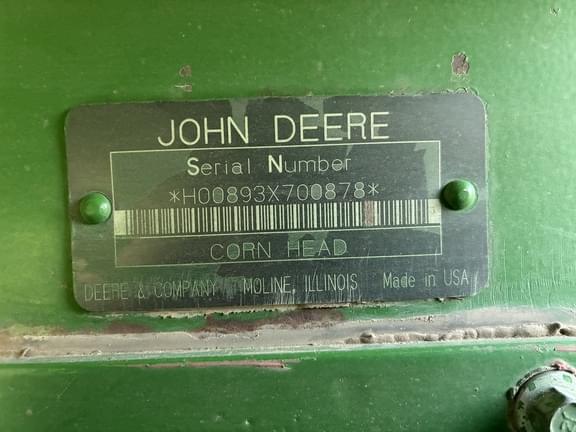 JOHN DEERE
Serial Number
*H00893X700878*
CORN HEAD
DEERE & COMPANY MOLINE, ILLINOIS Made in USA